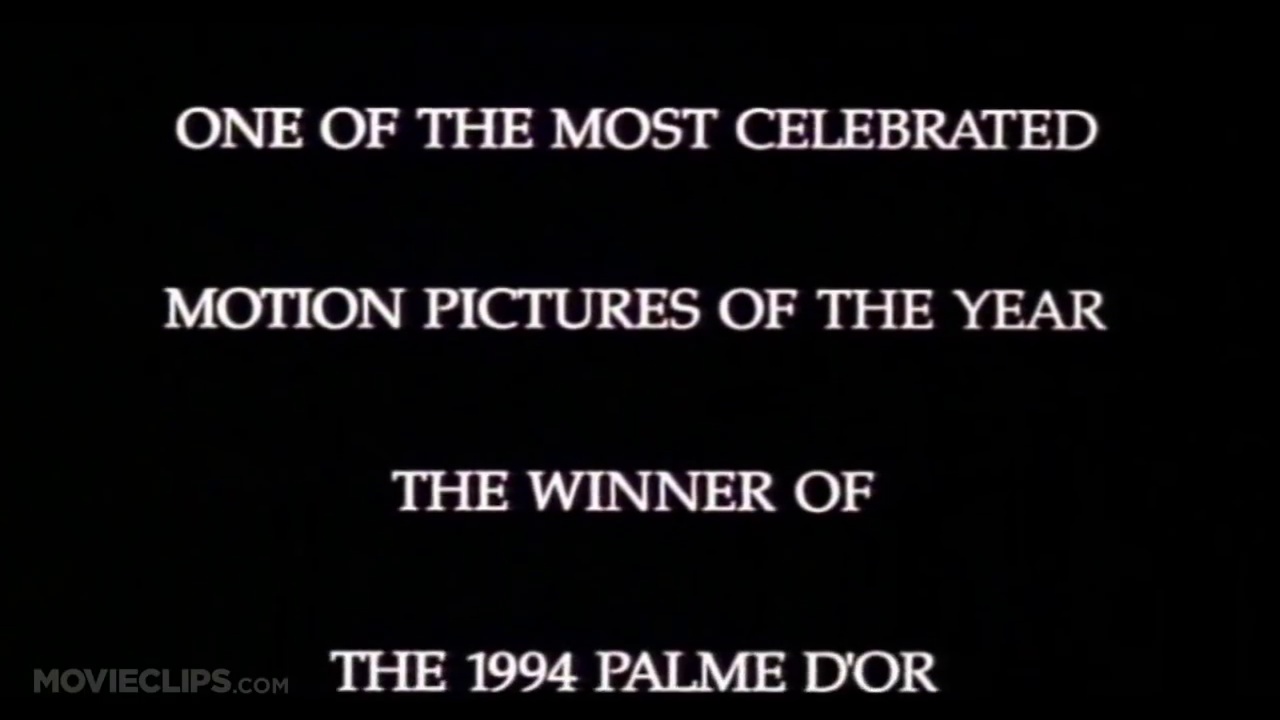 ONE OF THE MOST CELEBRATED
MOTION PICTURES OF THE YEAR
THE WINNER OF
THE 1994 PALME D'OR
MOVIECLIPS.COM